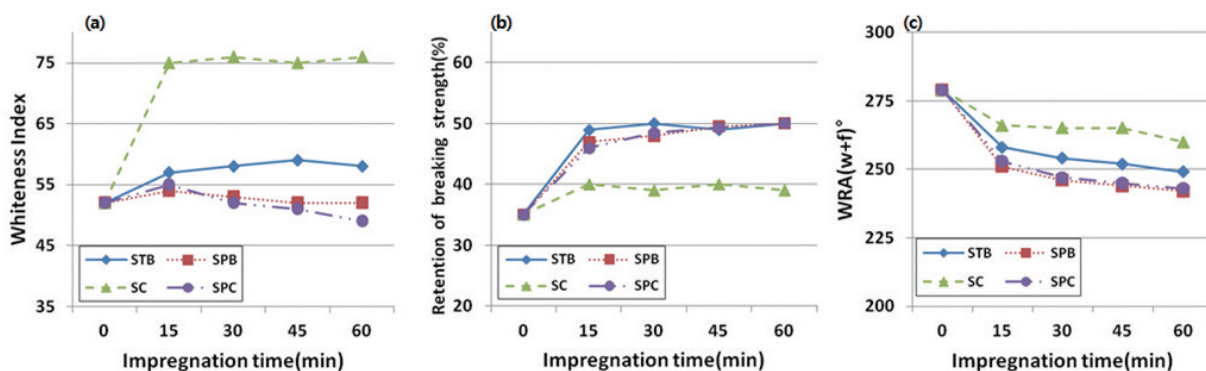 (a)
Whiteness Index
75
65
55
45
35
STB
SPB
SC
SPC
0 15 30 45 60
Impregnation time(min)
(b)
Retention of breaking strength(%)
60
50
40
30
20
STB
SPB
SC
SPC
0 15 30 45 60
Impregnation time(min)
(c)
WRA(w+f)°
300
275
250
225
200
STB
SPB
SC
SPC
0 15 30 45 60
Impregnation time(min)